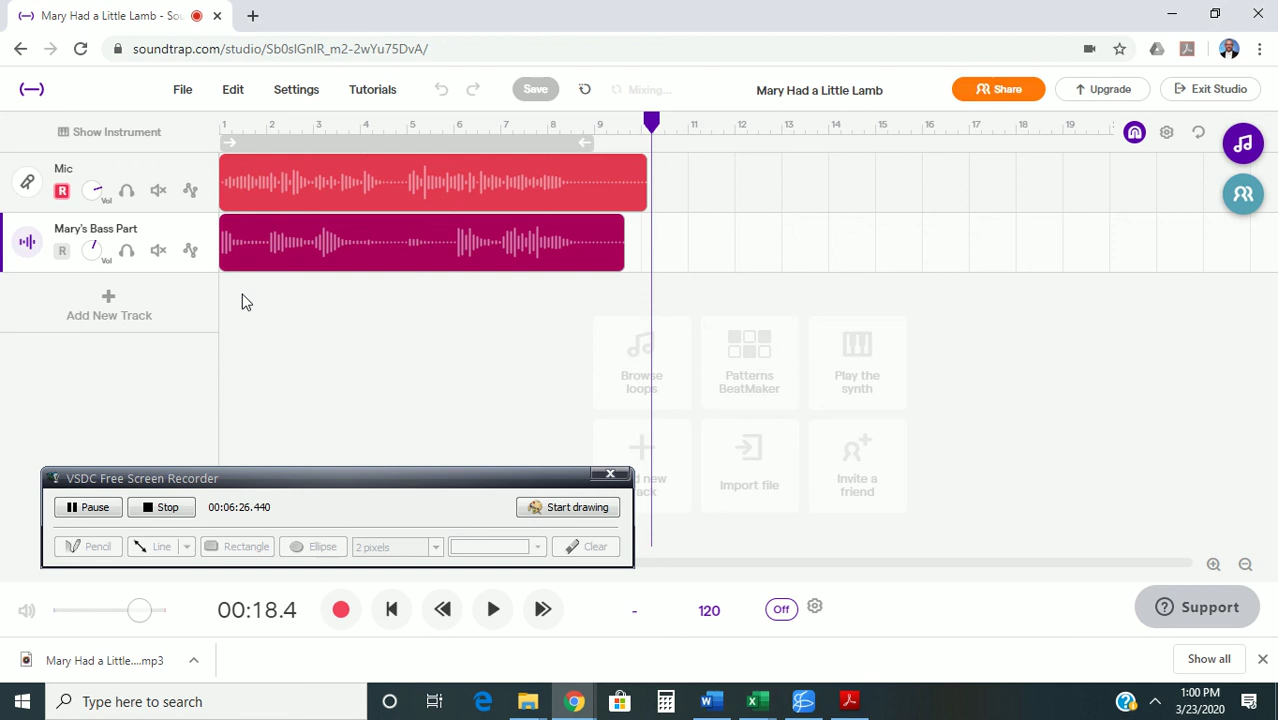 Mary Had a Little Lamb - So
soundtrap.com/studio/Sb0slGnlR_m2-2wYu75DvA/
File Edit Settings Tutorials Save Mixing... Mary Had a Little Lamb Share Upgrade Exit Studio
Show Instrument
1 2 3 4 5 6 7 8 9 11 12 13 14 15 16 17 18 19
Mic
R Vol
Mary's Bass Part
R Vol
Add New Track
Browse loops
Patterns BeatMaker
Play the synth
Import file
Invite a friend
VSDC Free Screen Recorder
Pause Stop 00:06:26.440 Start drawing
Pencil Line Rectangle Ellipse 2 pixels Clear
00:18.4 - 120 Off Support
Mary Had a Little....mp3 Show all
Type here to search
1:00 PM
3/23/2020